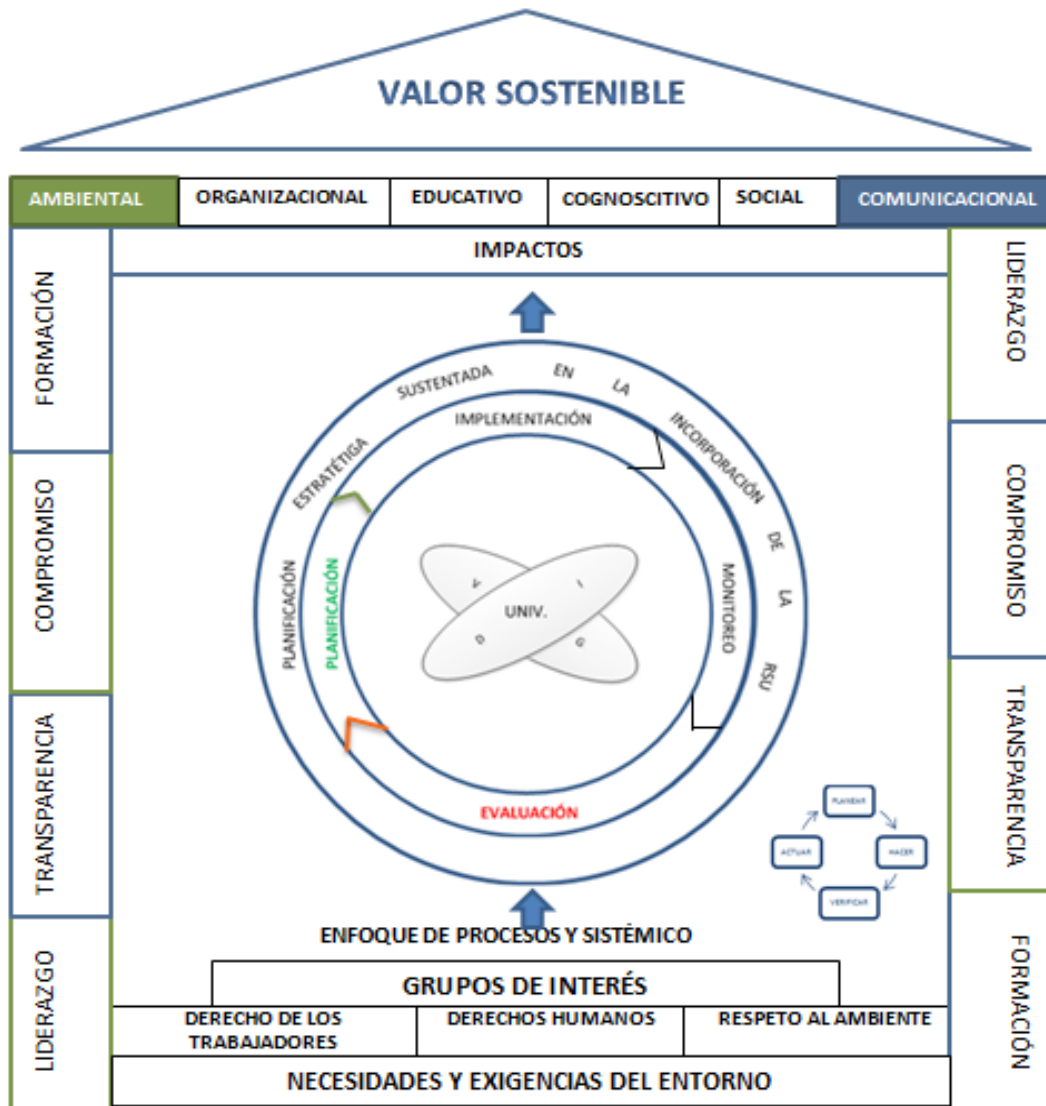 VALOR SOSTENIBLE
AMBIENTAL
ORGANIZACIONAL
EDUCATIVO
COGNOSCITIVO
SOCIAL
COMUNICACIONAL
IMPACTOS
FORMACIÓN
COMPROMISO
TRANSPARENCIA
LIDERAZGO
PLANIFICACIÓN ESTRATÉTIGA SUSTENTADA EN LA INCORPORACIÓN DE LA RSU
PLANIFICACIÓN
IMPLEMENTACIÓN
MONITOREO
EVALUACIÓN
V
I
UNIV.
D
G
PLANEAR
HACER
VERIFICAR
ACTUAR
LIDERAZGO
COMPROMISO
TRANSPARENCIA
FORMACIÓN
ENFOQUE DE PROCESOS Y SISTÉMICO
GRUPOS DE INTERÉS
DERECHO DE LOS
TRABAJADORES
DERECHOS HUMANOS
RESPETO AL AMBIENTE
NECESIDADES Y EXIGENCIAS DEL ENTORNO